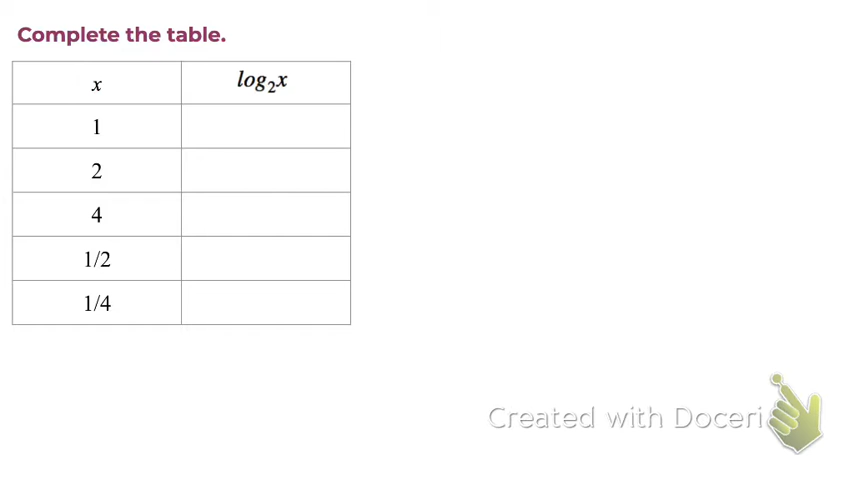 Complete the table.
x log₂x
1
2
4
1/2
1/4
Created with Doceri